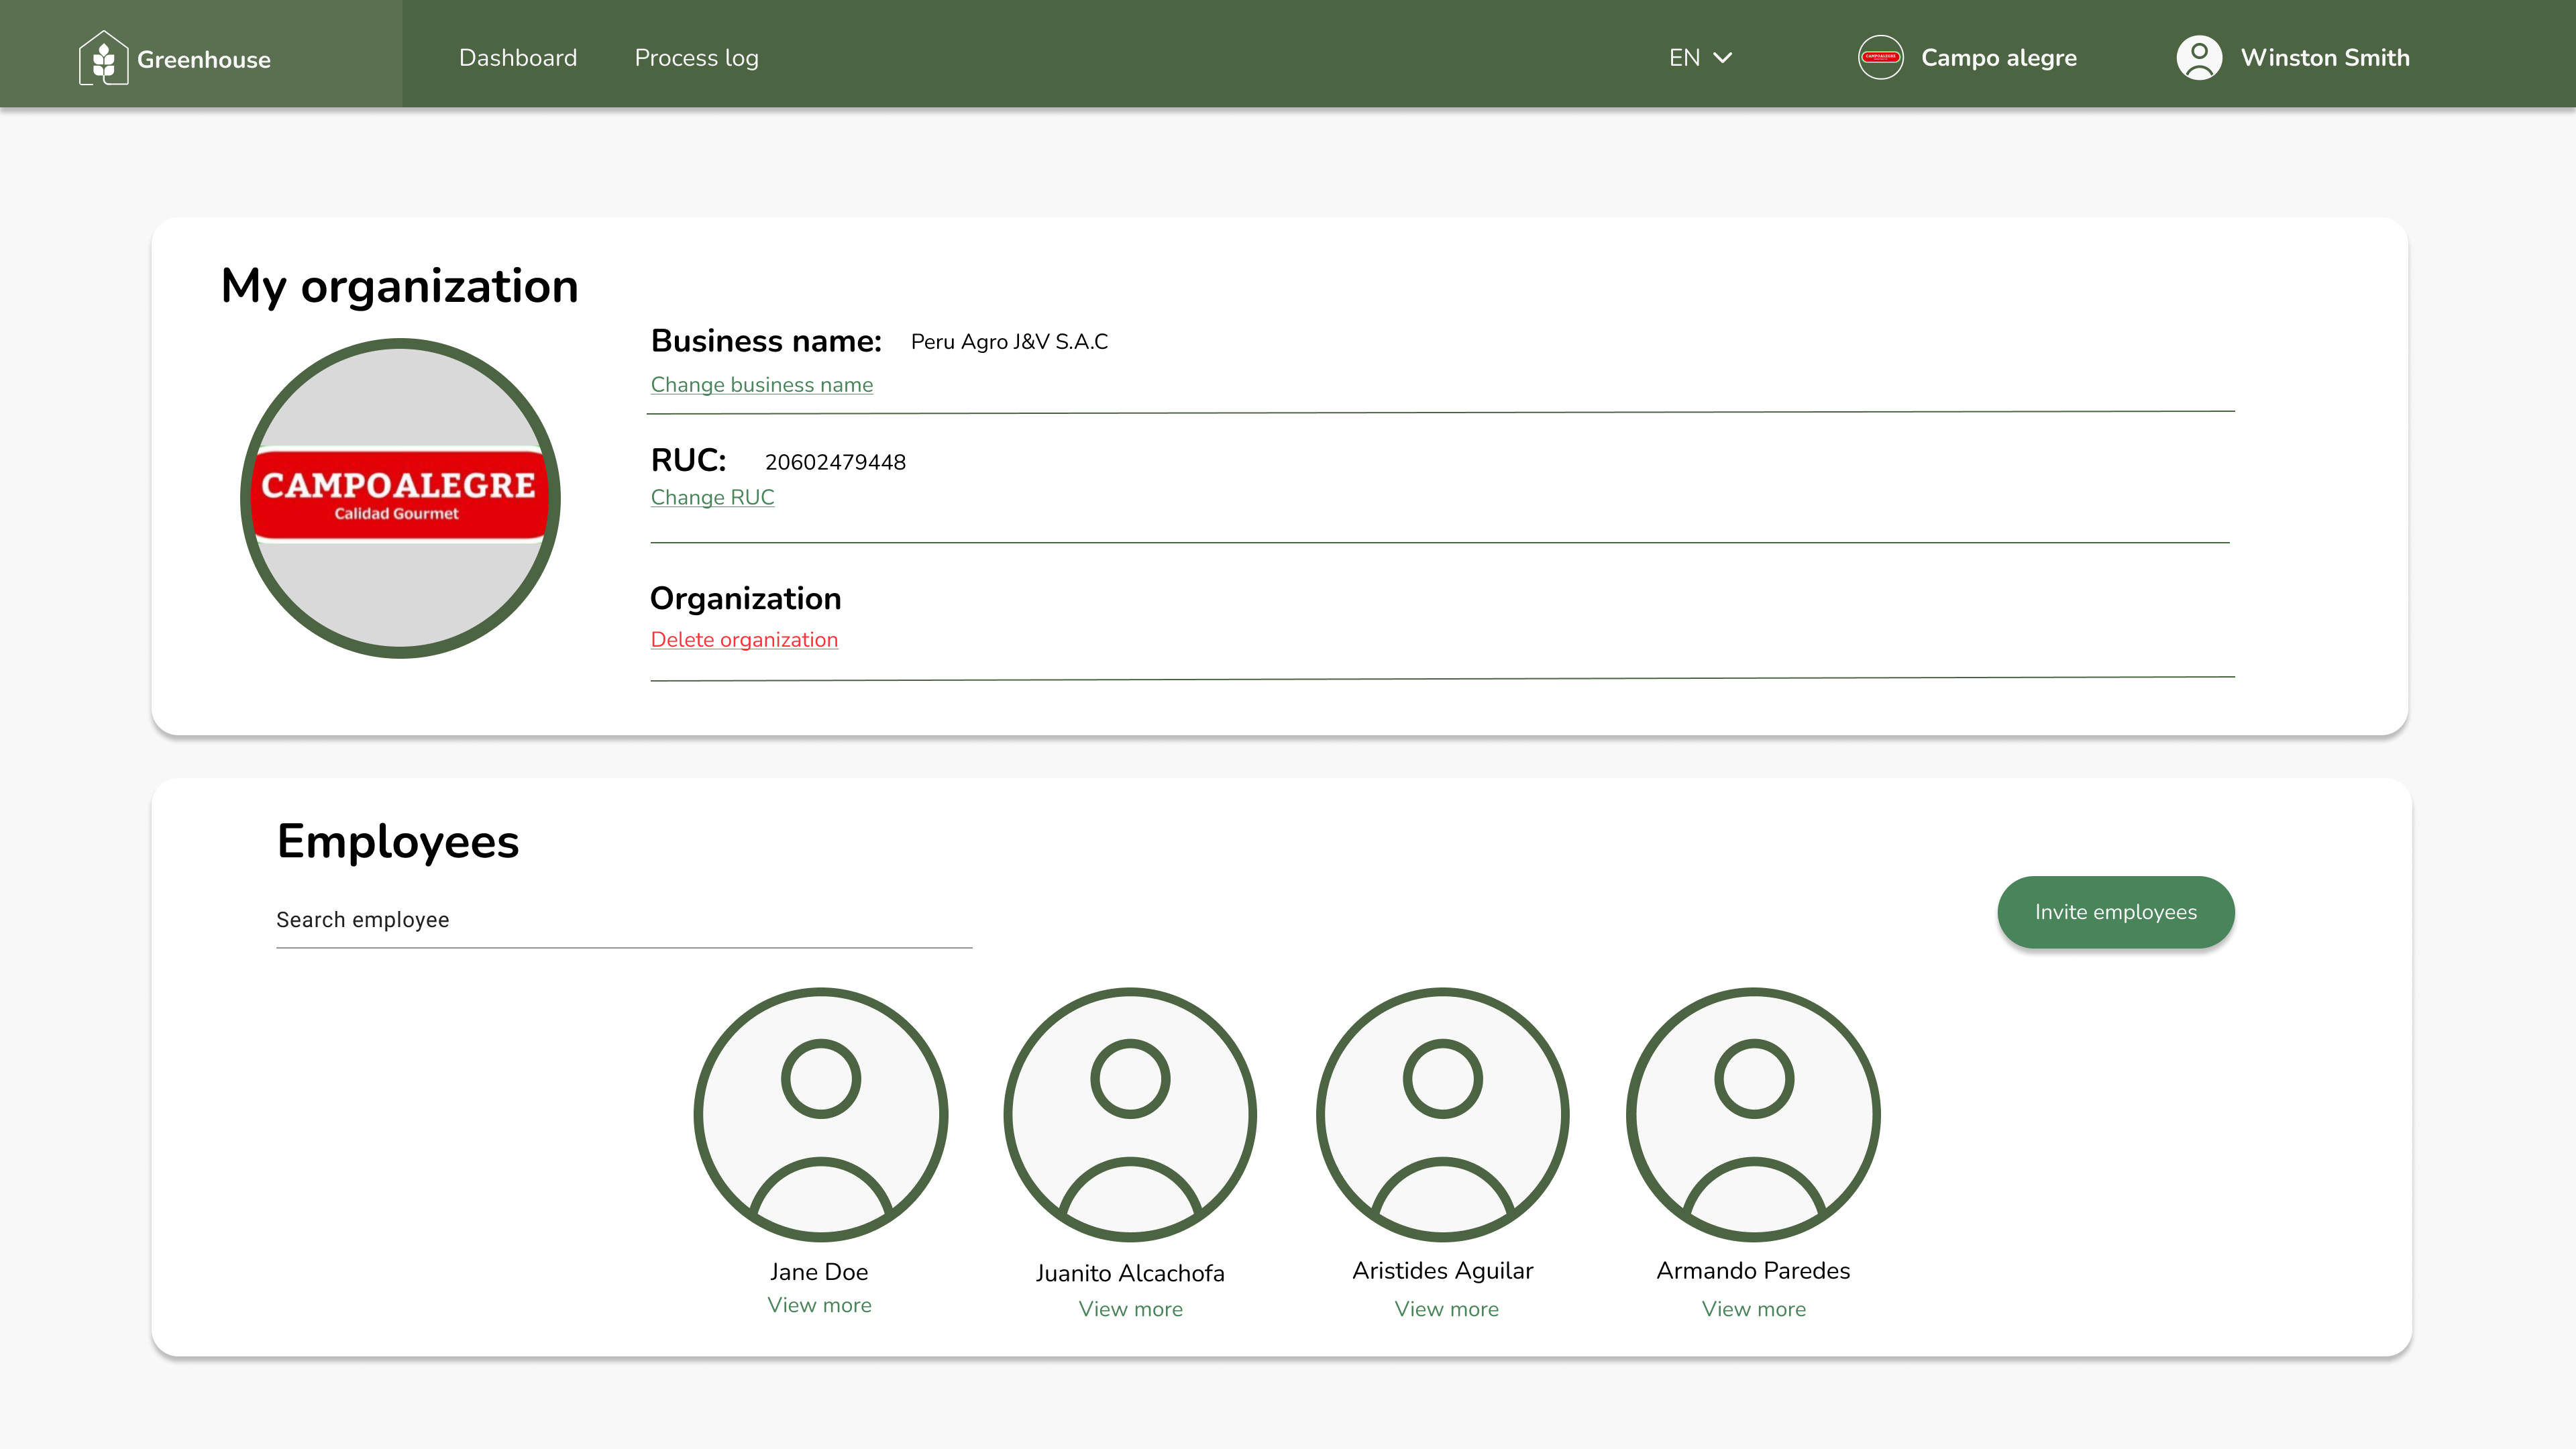 Greenhouse
Dashboard
Process log
EN
Campo alegre
Winston Smith
My organization
CAMPOALEGRE
Calidad Gourmet
Business name: Peru Agro J&V S.A.C
Change business name
RUC: 20602479448
Change RUC
Organization
Delete organization
Employees
Search employee
Invite employees
Jane Doe
View more
Juanito Alcachofa
View more
Aristides Aguilar
View more
Armando Paredes
View more